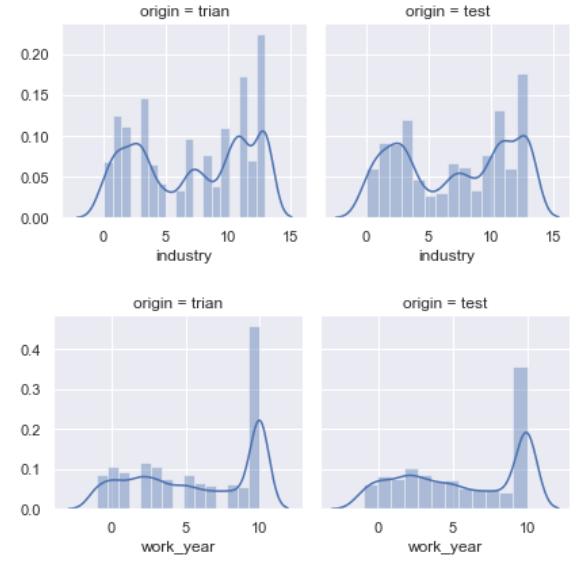 origin = trian
origin = test
0.20
0.15
0.10
0.05
0.00
0 5 10 15
0 5 10 15
industry
industry
origin = trian
origin = test
0.4
0.3
0.2
0.1
0.0
0 5 10
0 5 10
work_year
work_year